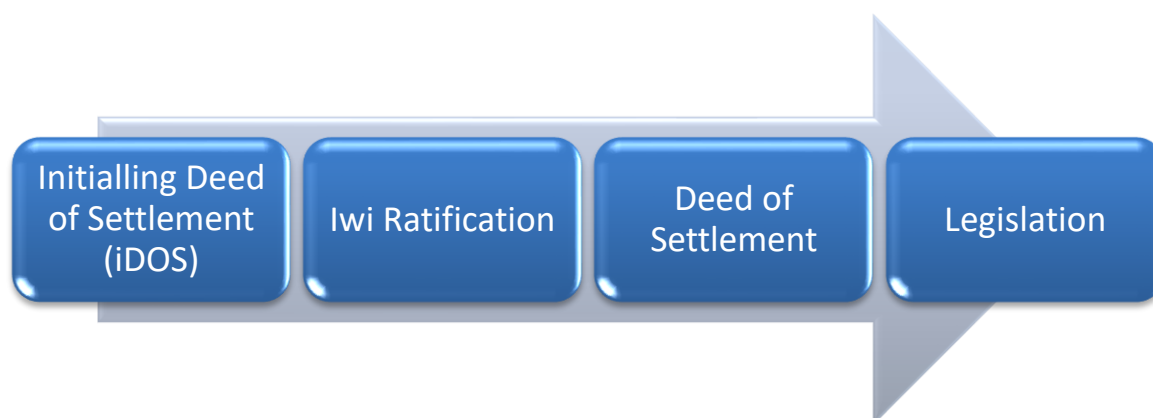 Initialling Deed
of Settlement
(iDOS)
Iwi Ratification
Deed of
Settlement
Legislation